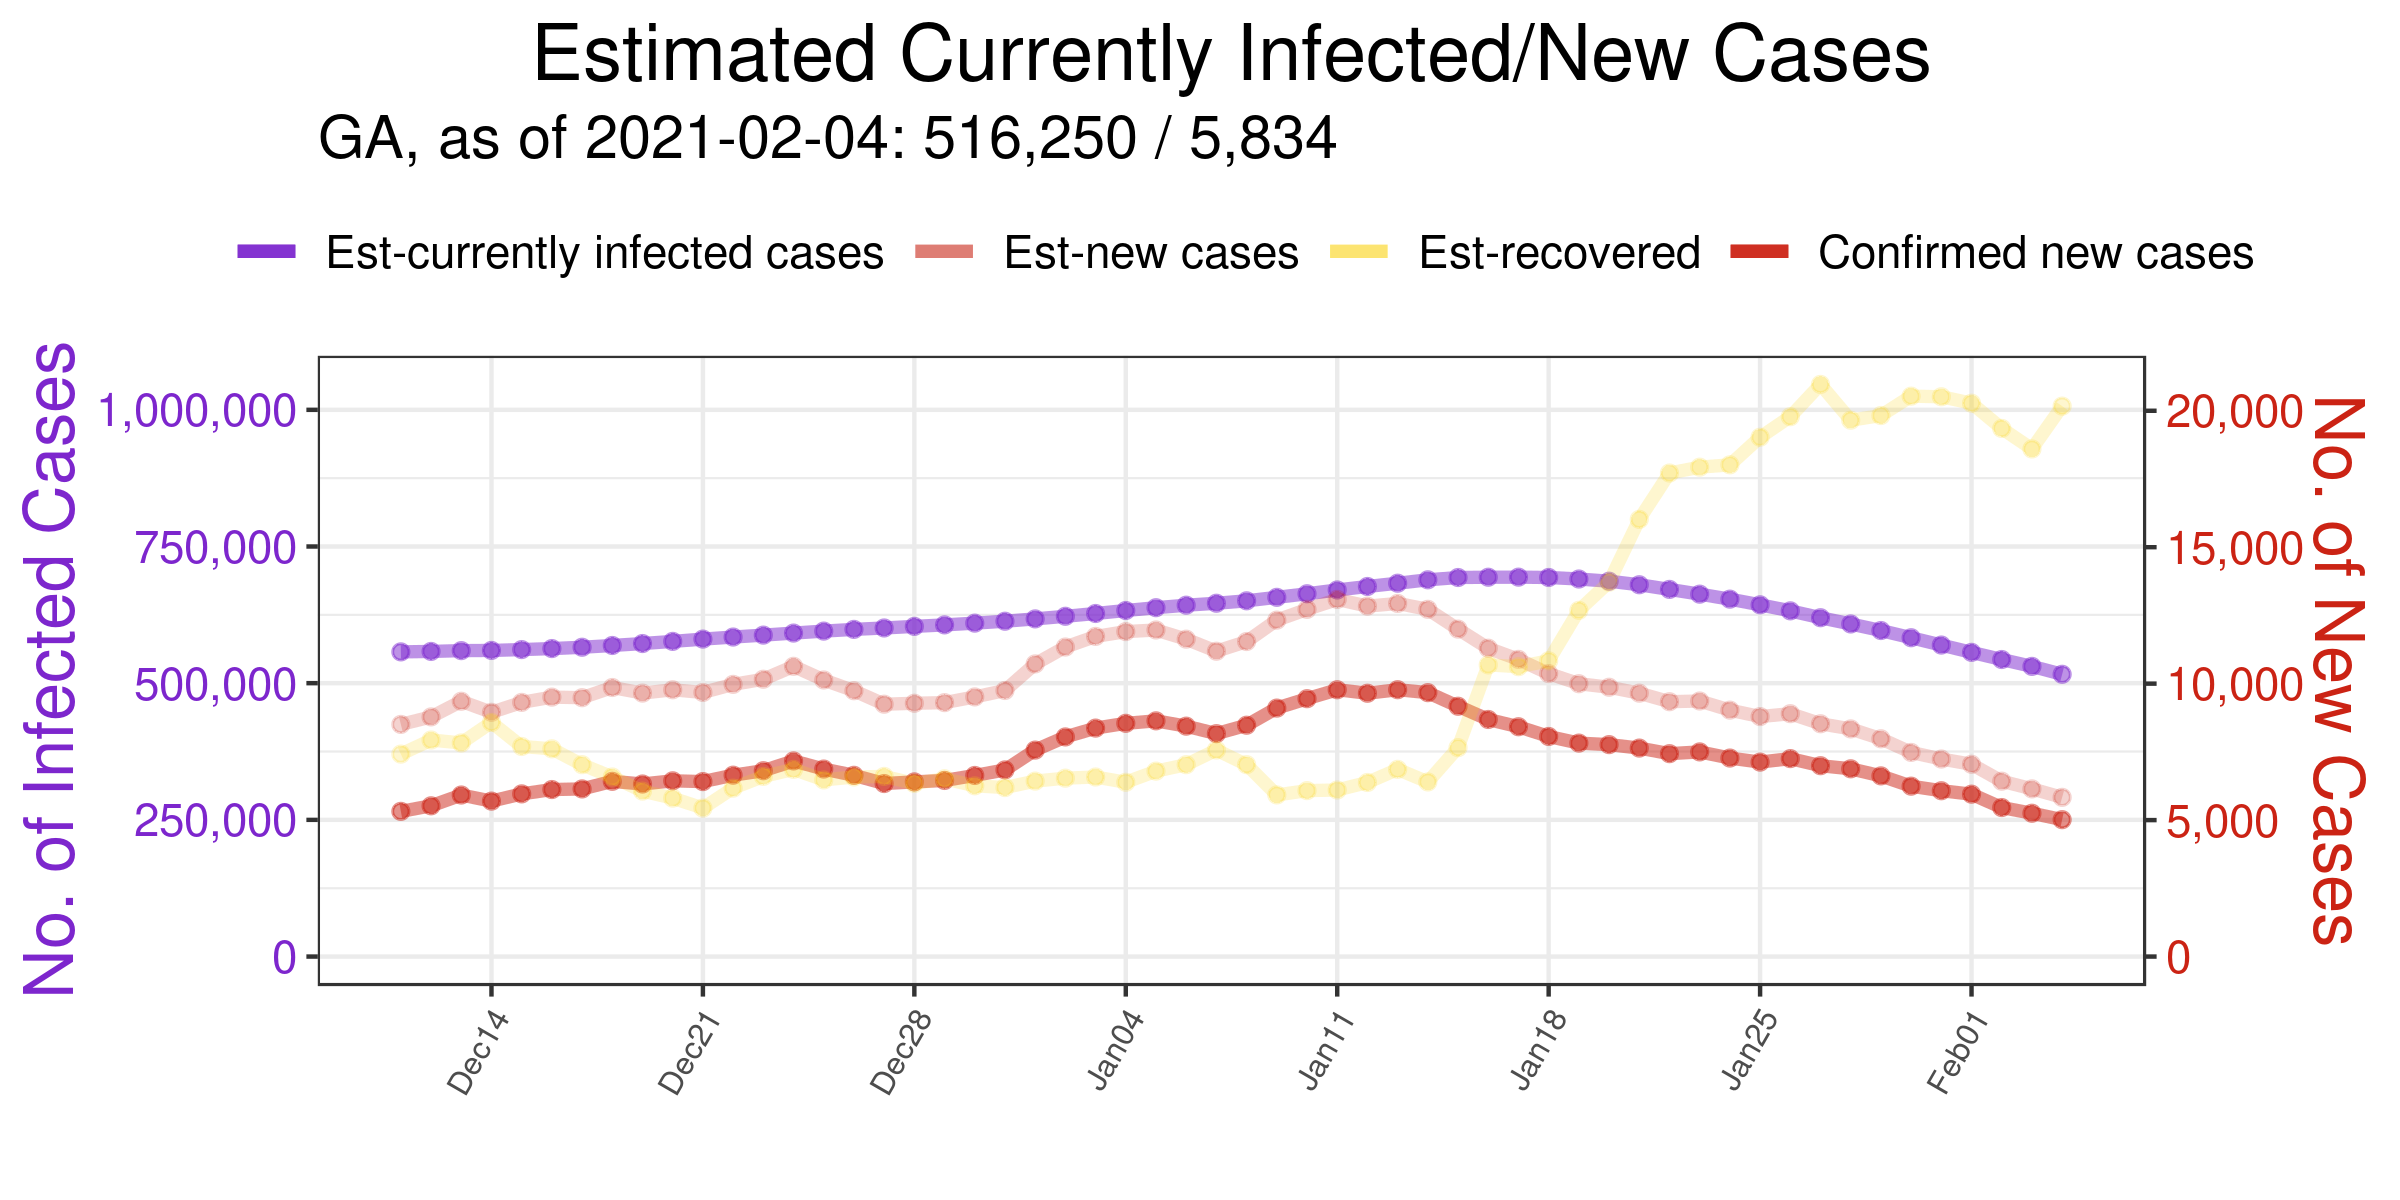 Estimated Currently Infected/New Cases
GA, as of 2021-02-04: 516,250 / 5,834
Est-currently infected cases Est-new cases Est-recovered Confirmed new cases
No. of Infected Cases
1,000,000
750,000
500,000
250,000
0
20,000
15,000
10,000
5,000
0
No. of New Cases
Dec14 Dec21 Dec28 Jan04 Jan11 Jan18 Jan25 Feb01